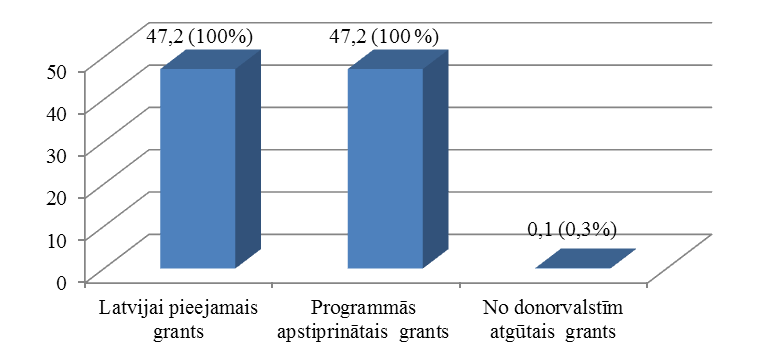 47,2 (100%)
47,2 (100 %)
0,1 (0,3%)
50
40
30
20
10
0
Latvijai pieejamais
grants
Programmās
apstiprinātais grants
No donorvalstīm
atgūtais grants